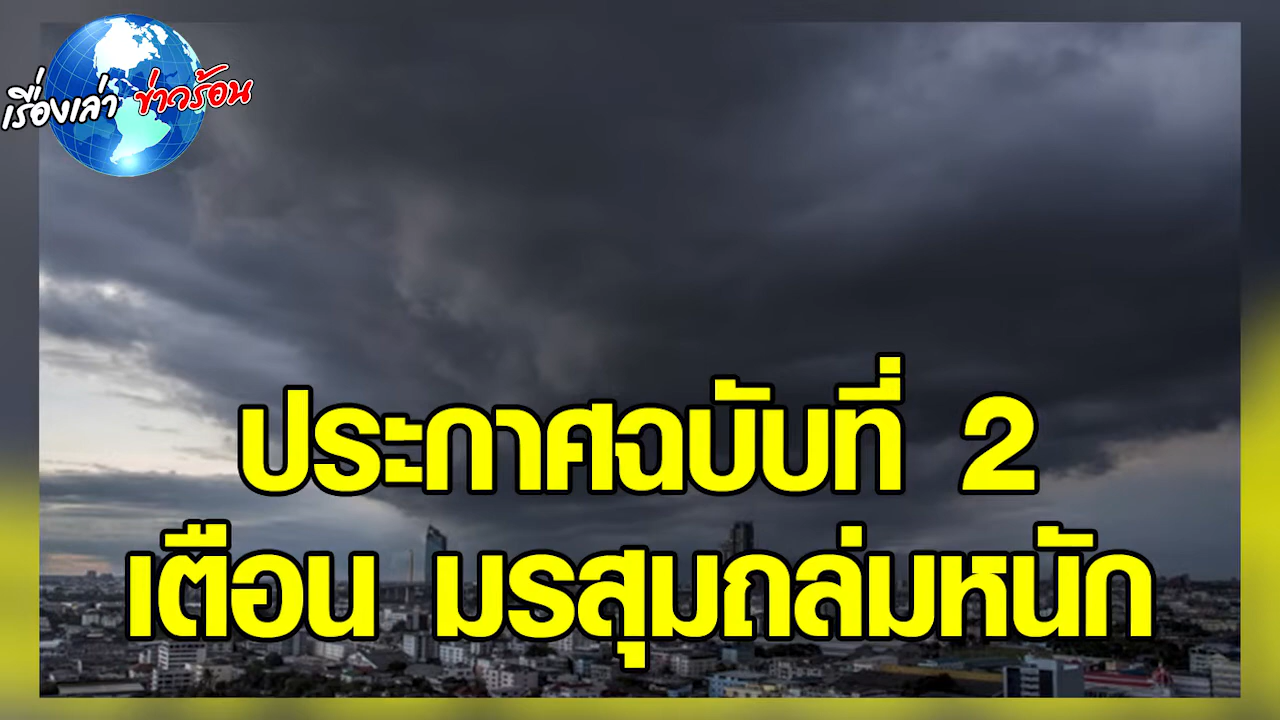 เรื่องเล่า ข่าวร้อน
ประกาศฉบับที่ 2
เตือน มรสุมถล่มหนัก